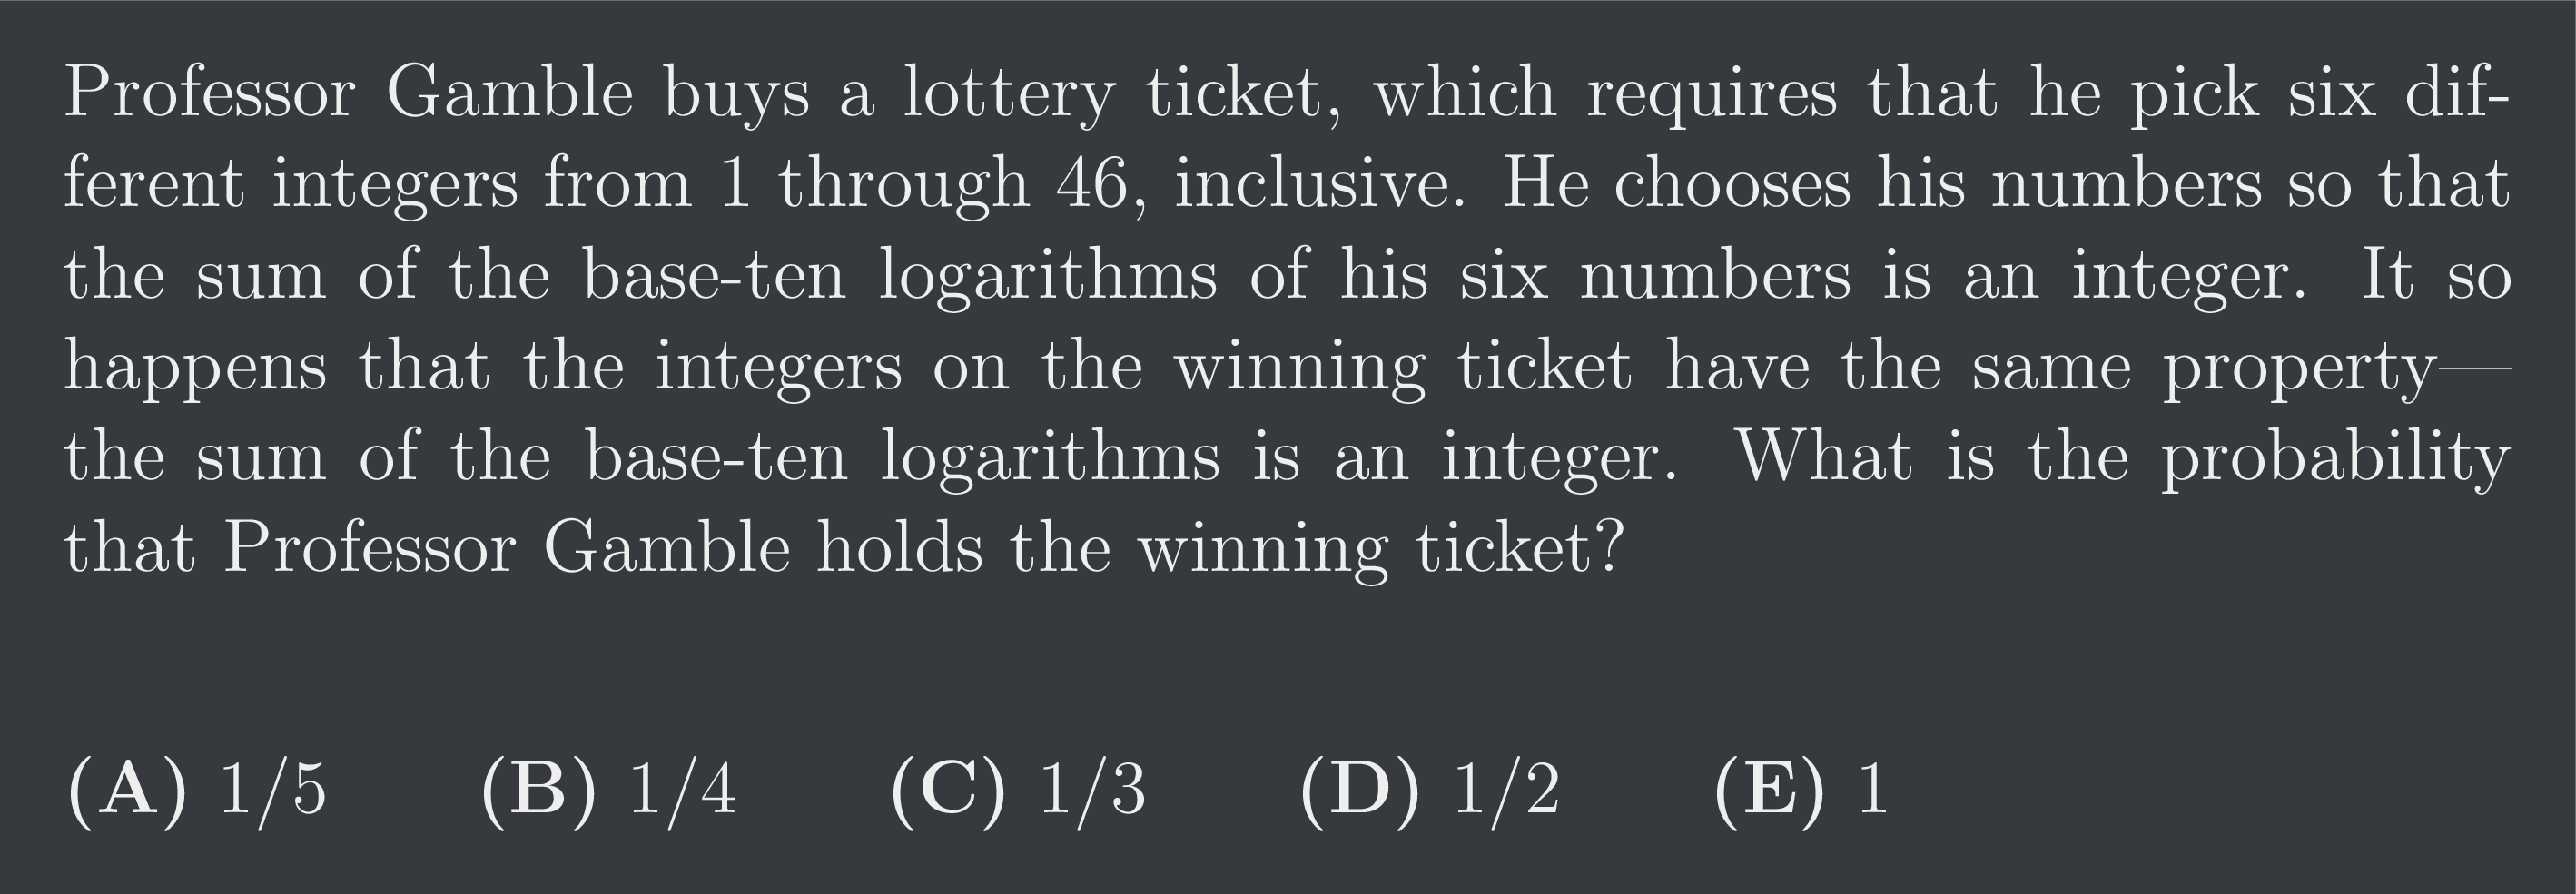 Professor Gamble buys a lottery ticket, which requires that he pick six dif-
ferent integers from 1 through 46, inclusive. He chooses his numbers so that
the sum of the base-ten logarithms of his six numbers is an integer. It so
happens that the integers on the winning ticket have the same property—
the sum of the base-ten logarithms is an integer. What is the probability
that Professor Gamble holds the winning ticket?
(A) 1/5 (B) 1/4 (C) 1/3 (D) 1/2 (E) 1